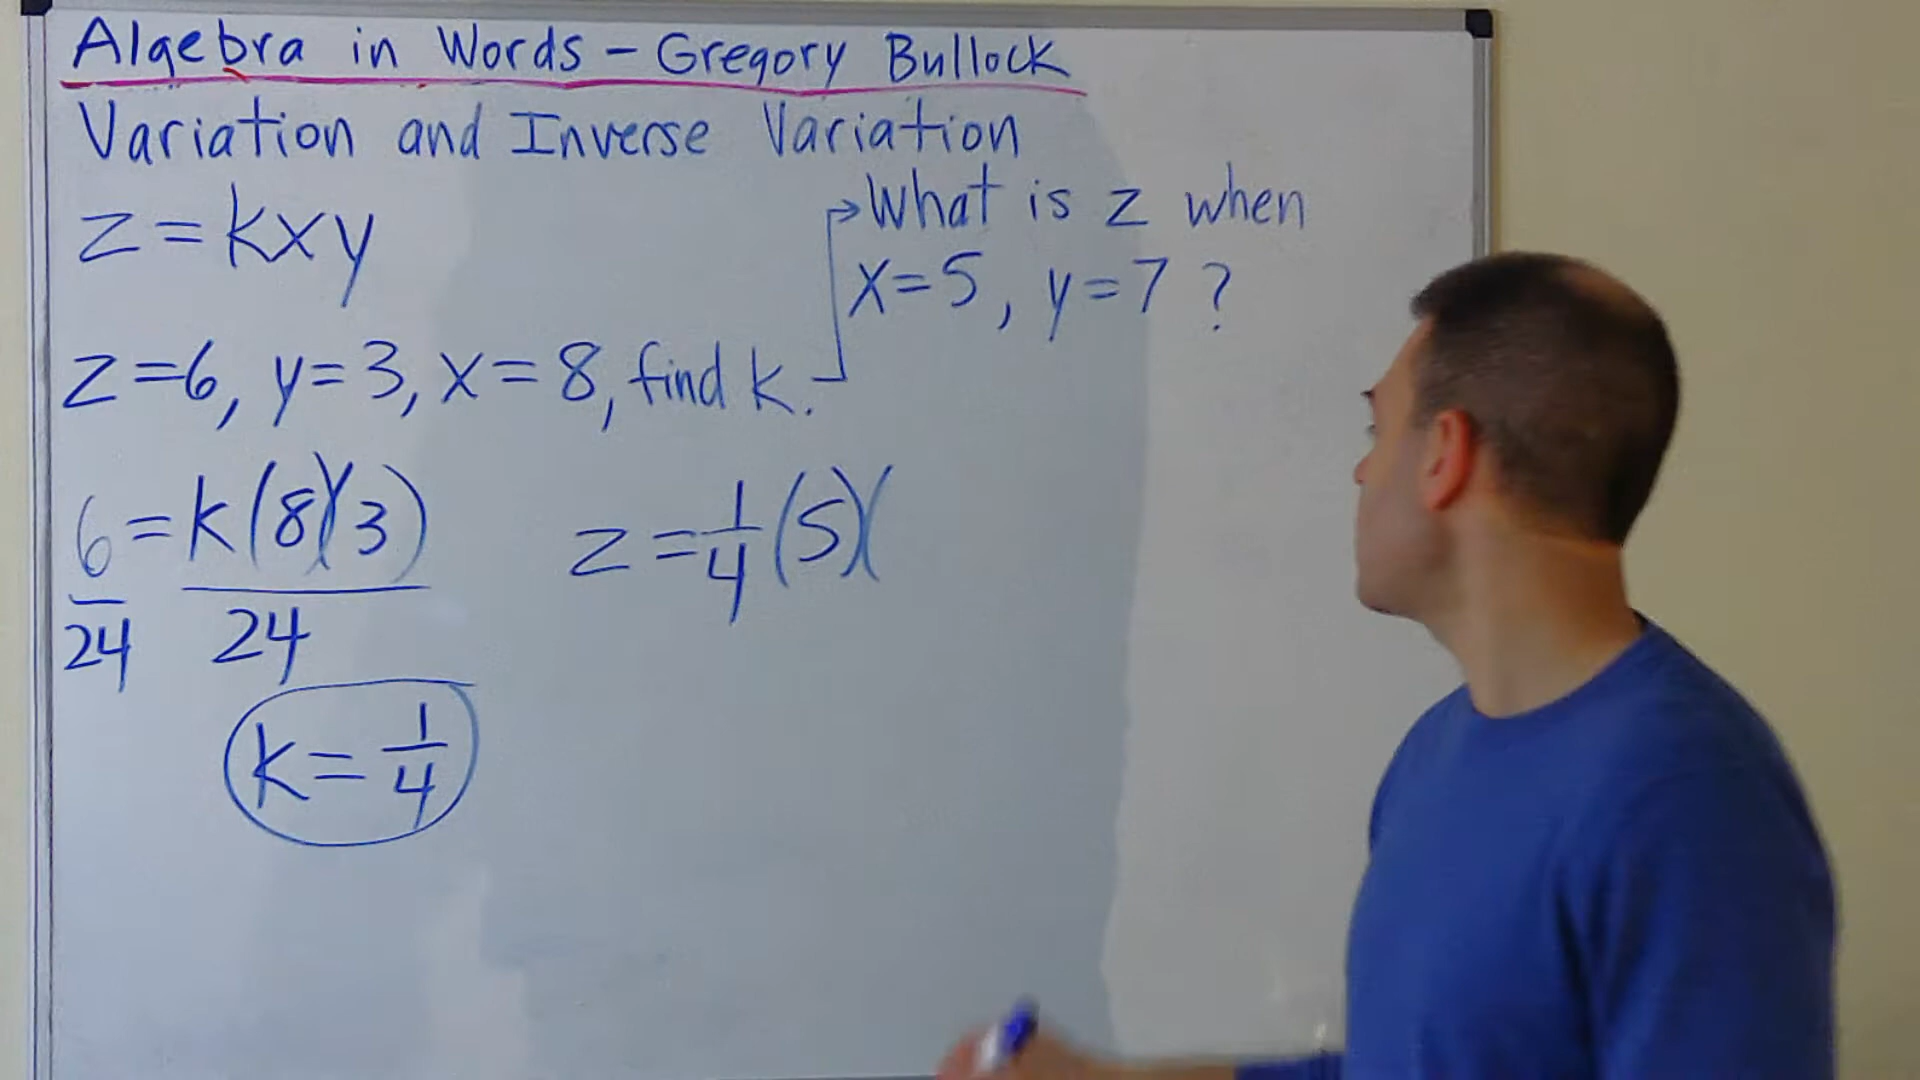 Algebra in Words - Gregory Bullock
Variation and Inverse Variation
z = kxy
What is z when
x=5, y=7 ?
z=6, y=3, x=8, find k.
6 = k(8)(3)
24 24
k = 1/4
z = 1/4 (5)(